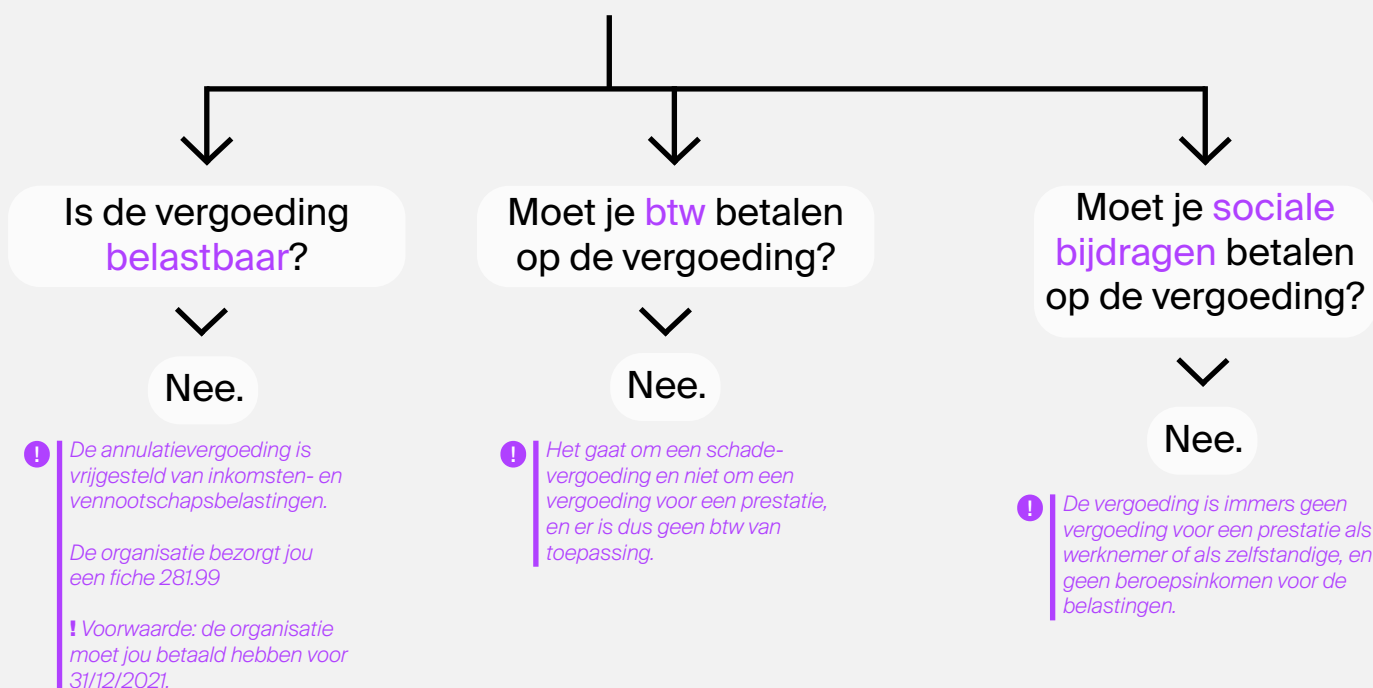 Is de vergoeding
belastbaar?
Nee.
! De annulatievergoeding is
vrijgesteld van inkomsten- en
vennootschapsbelastingen.
De organisatie bezorgt jou
een fiche 281.99
! Voorwaarde: de organisatie
moet jou betaald hebben voor
31/12/2021.
Moet je btw betalen
op de vergoeding?
Nee.
! Het gaat om een schade-
vergoeding en niet om een
vergoeding voor een prestatie,
en er is dus geen btw van
toepassing.
Moet je sociale
bijdragen betalen
op de vergoeding?
Nee.
! De vergoeding is immers geen
vergoeding voor een prestatie als
werknemer of als zelfstandige, en
geen beroepsinkomen voor de
belastingen.